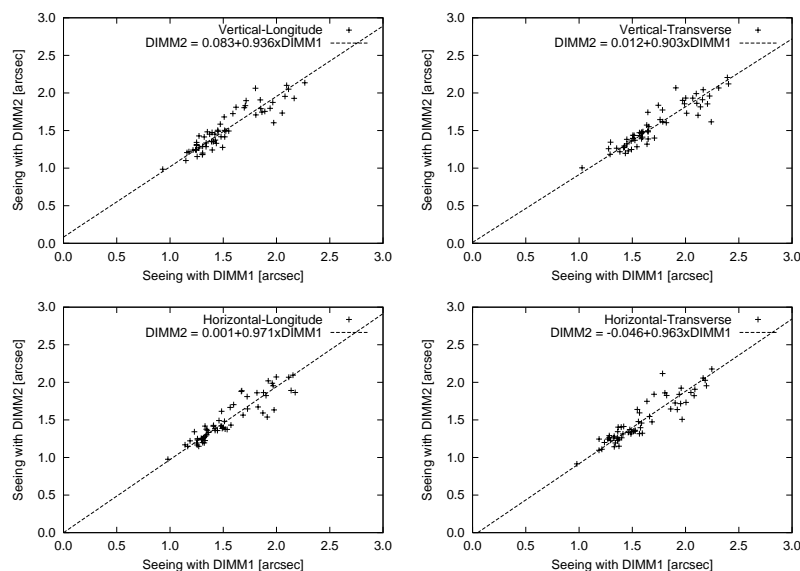 Vertical-Longitude
DIMM2 = 0.083+0.936xDIMM1
3.0
2.5
2.0
1.5
1.0
0.5
0.0
Seeing with DIMM2 [arcsec]
0.0 0.5 1.0 1.5 2.0 2.5 3.0
Seeing with DIMM1 [arcsec]
Vertical-Transverse
DIMM2 = 0.012+0.903xDIMM1
3.0
2.5
2.0
1.5
1.0
0.5
0.0
Seeing with DIMM2 [arcsec]
0.0 0.5 1.0 1.5 2.0 2.5 3.0
Seeing with DIMM1 [arcsec]
Horizontal-Longitude
DIMM2 = 0.001+0.971xDIMM1
3.0
2.5
2.0
1.5
1.0
0.5
0.0
Seeing with DIMM2 [arcsec]
0.0 0.5 1.0 1.5 2.0 2.5 3.0
Seeing with DIMM1 [arcsec]
Horizontal-Transverse
DIMM2 = -0.046+0.963xDIMM1
3.0
2.5
2.0
1.5
1.0
0.5
0.0
Seeing with DIMM2 [arcsec]
0.0 0.5 1.0 1.5 2.0 2.5 3.0
Seeing with DIMM1 [arcsec]